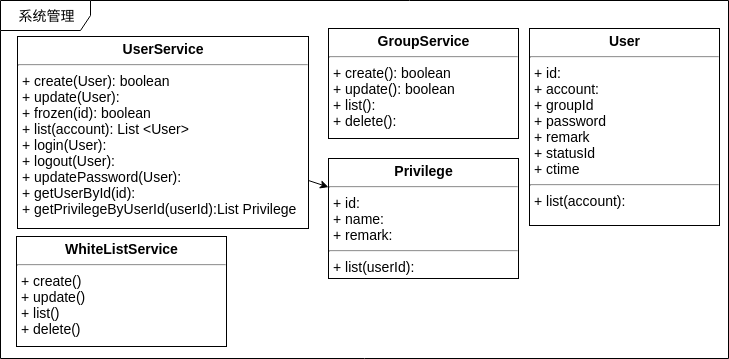 系统管理
UserService
+ create(User): boolean
+ update(User):
+ frozen(id): boolean
+ list(account): List <User>
+ login(User):
+ logout(User):
+ updatePassword(User):
+ getUserById(id):
+ getPrivilegeByUserId(userId):List Privilege
GroupService
+ create(): boolean
+ update(): boolean
+ list():
+ delete():
User
+ id:
+ account:
+ groupId
+ password
+ remark
+ statusId
+ ctime
+ list(account):
Privilege
+ id:
+ name:
+ remark:
+ list(userId):
WhiteListService
+ create()
+ update()
+ list()
+ delete()